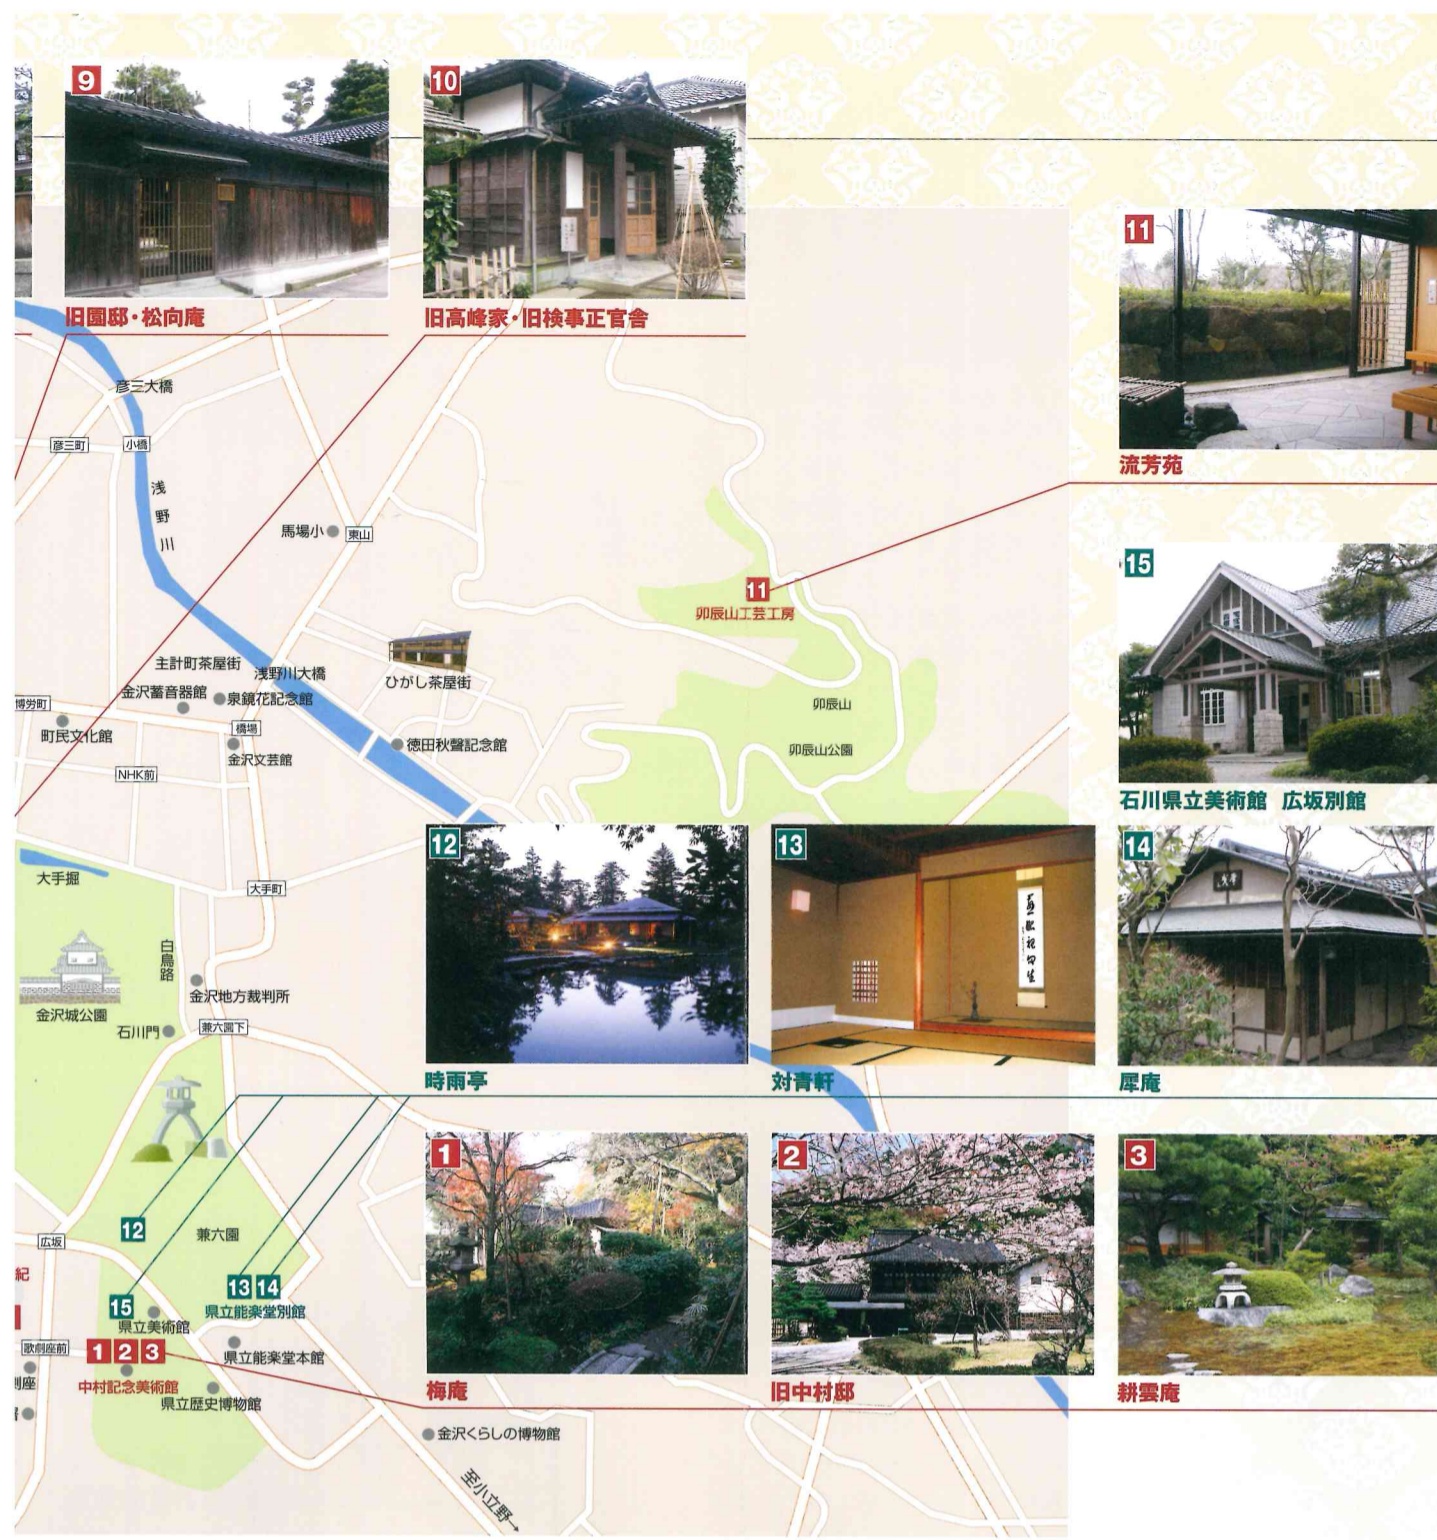 9
旧園邸・松向庵
10
旧高峰家・旧検事正官舎
11
流芳苑
彦三大橋
彦三町
小橋
浅野川
馬場小
東山
11
卯辰山工芸工房
15
石川県立美術館 広坂別館
主計町茶屋街
浅野川大橋
ひがし茶屋街
金沢蓄音器館
泉鏡花記念館
博労町
町民文化館
橋場
金沢文芸館
徳田秋聲記念館
卯辰山
卯辰山公園
NHK前
大手堀
大手町
12
時雨亭
13
対青軒
14
犀庵
白鳥路
金沢城公園
金沢地方裁判所
石川門
兼六園下
12
兼六園
広坂
紀
13 14
県立能楽堂別館
15
県立美術館
歌劇座前
1 2 3
中村記念美術館
県立能楽堂本館
県立歴史博物館
劇座
1
梅庵
2
旧中村邸
3
耕雲庵
金沢くらしの博物館
至小立野→